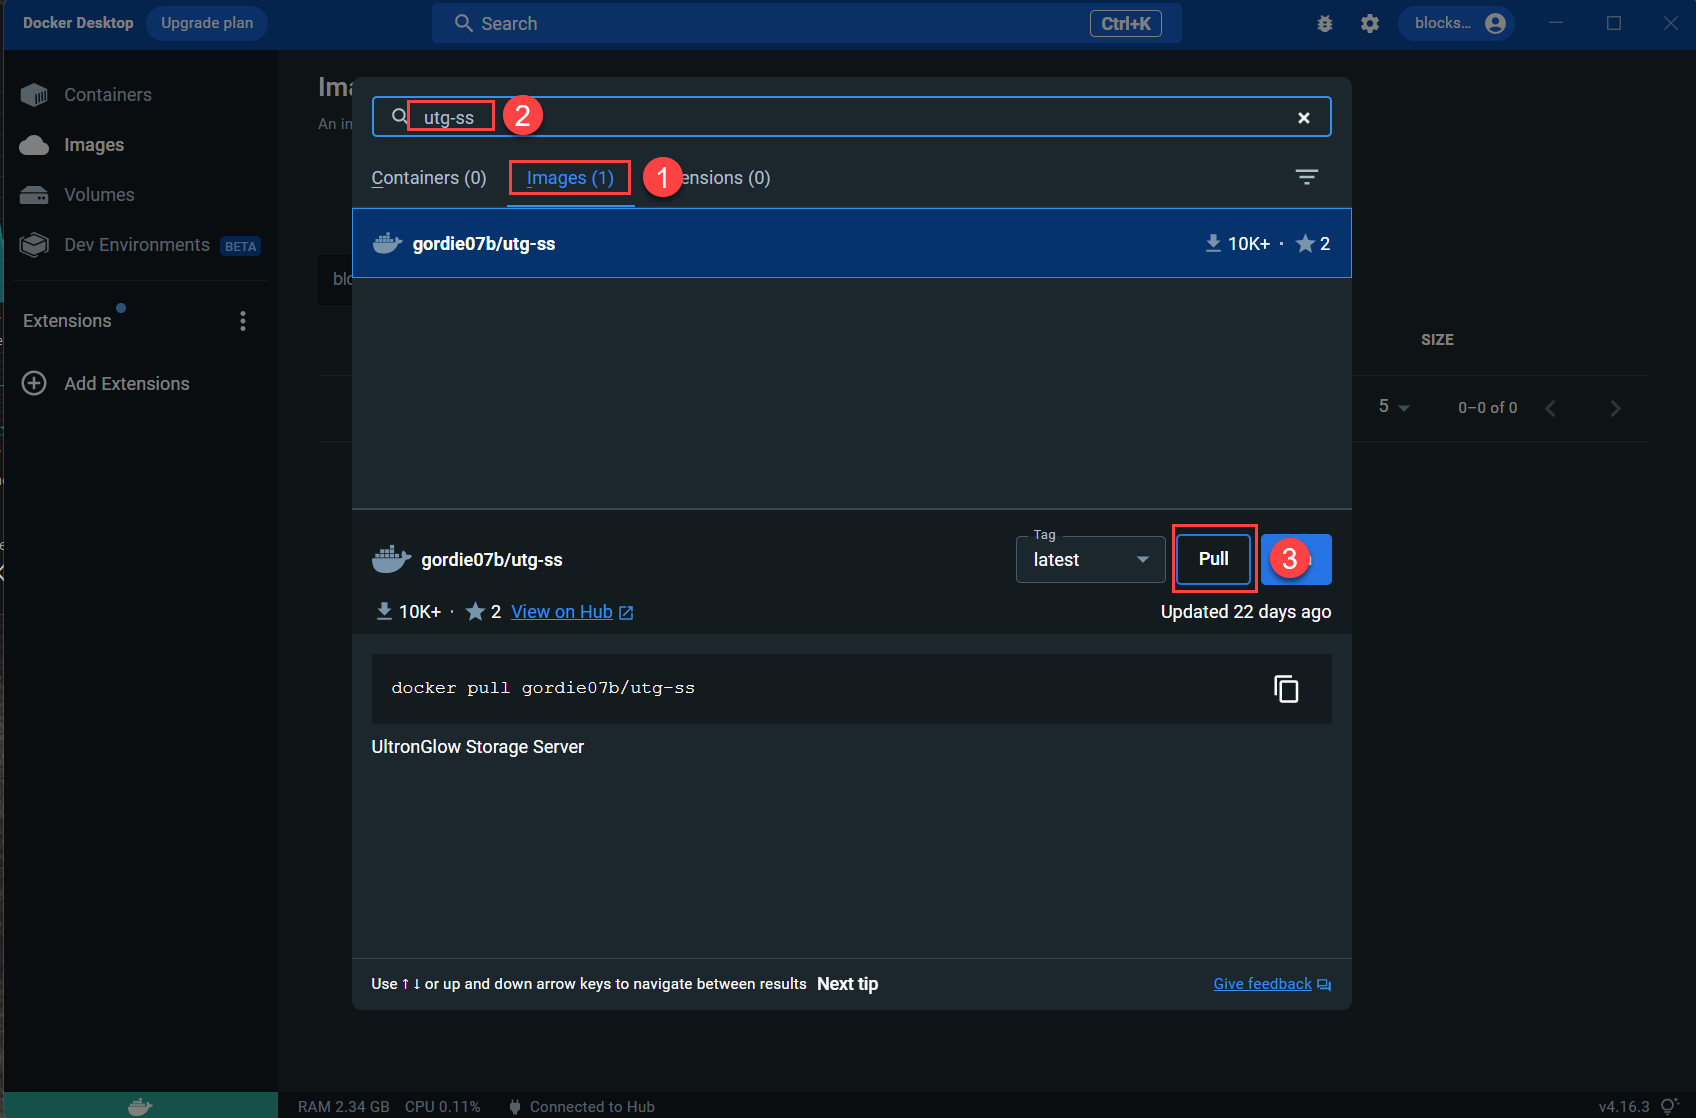 Docker Desktop Upgrade plan Search Ctrl+K blocks...
Containers
Images
Volumes
Dev Environments BETA
Extensions
Add Extensions
Ima
An in
blo
utg-ss 2
Containers (0) Images (1) 1 ensions (0)
gordie07b/utg-ss 10K+ · 2
SIZE
5 0–0 of 0
gordie07b/utg-ss
Tag
latest
Pull 3
10K+ · 2 View on Hub Updated 22 days ago
docker pull gordie07b/utg-ss
UltronGlow Storage Server
Use ↑ ↓ or up and down arrow keys to navigate between results Next tip Give feedback
RAM 2.34 GB CPU 0.11% Connected to Hub v4.16.3